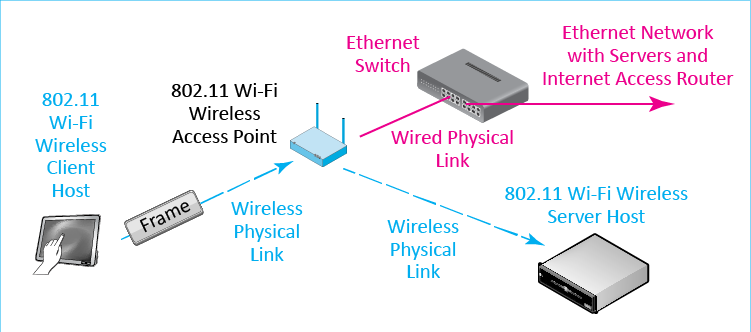 802.11
Wi-Fi
Wireless
Client
Host
802.11 Wi-Fi
Wireless
Access Point
Ethernet
Switch
Ethernet Network
with Servers and
Internet Access Router
Wired Physical
Link
Frame
Wireless
Physical
Link
Wireless
Physical
Link
802.11 Wi-Fi Wireless
Server Host